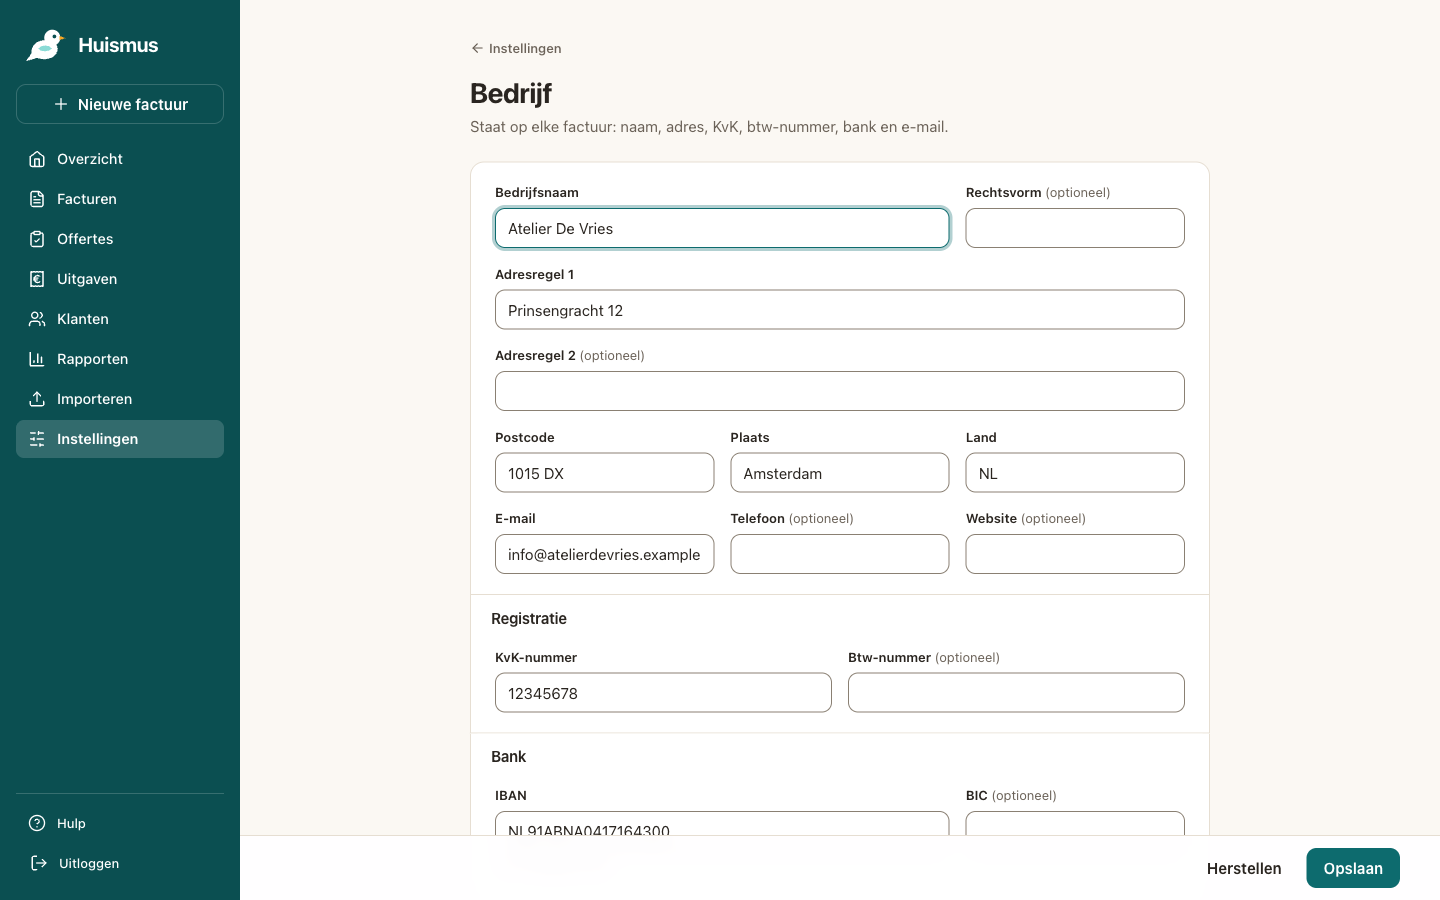 Huismus
Nieuwe factuur
Overzicht
Facturen
Offertes
Uitgaven
Klanten
Rapporten
Importeren
Instellingen
Hulp
Uitloggen
Instellingen
Bedrijf
Staat op elke factuur: naam, adres, KvK, btw-nummer, bank en e-mail.
Bedrijfsnaam
Atelier De Vries
Rechtsvorm (optioneel)
Adresregel 1
Prinsengracht 12
Adresregel 2 (optioneel)
Postcode
1015 DX
Plaats
Amsterdam
Land
NL
E-mail
info@atelierdevries.example
Telefoon (optioneel)
Website (optioneel)
Registratie
KvK-nummer
12345678
Btw-nummer (optioneel)
Bank
IBAN
NL91ABNA0417164300
BIC (optioneel)
Herstellen
Opslaan